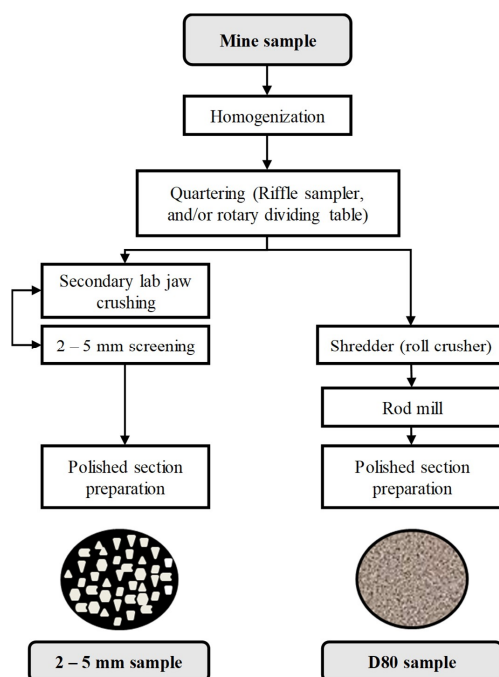 Mine sample
Homogenization
Quartering (Riffle sampler,
and/or rotary dividing table)
Secondary lab jaw
crushing
2 – 5 mm screening
Polished section
preparation
2 – 5 mm sample
Shredder (roll crusher)
Rod mill
Polished section
preparation
D80 sample